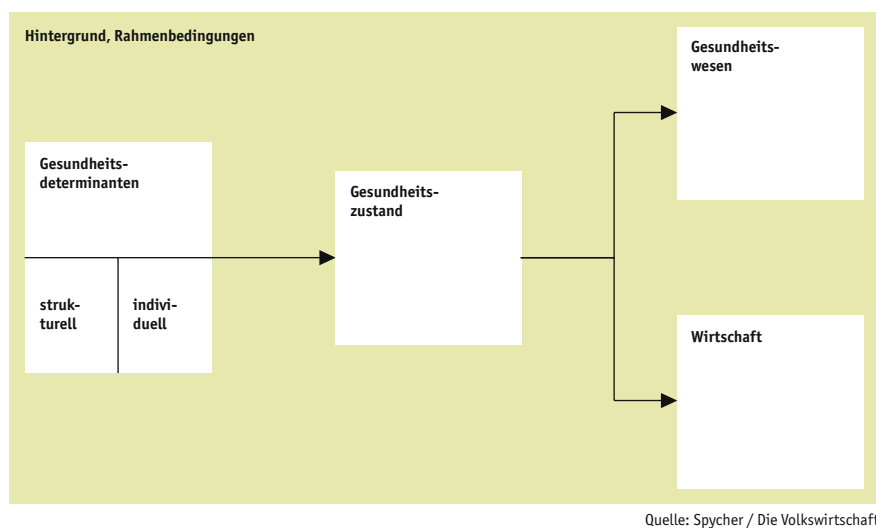 Hintergrund, Rahmenbedingungen
Gesundheits-
determinanten
struk-
turell
indivi-
duell
Gesundheits-
zustand
Gesundheits-
wesen
Wirtschaft
Quelle: Spycher / Die Volkswirtschaft